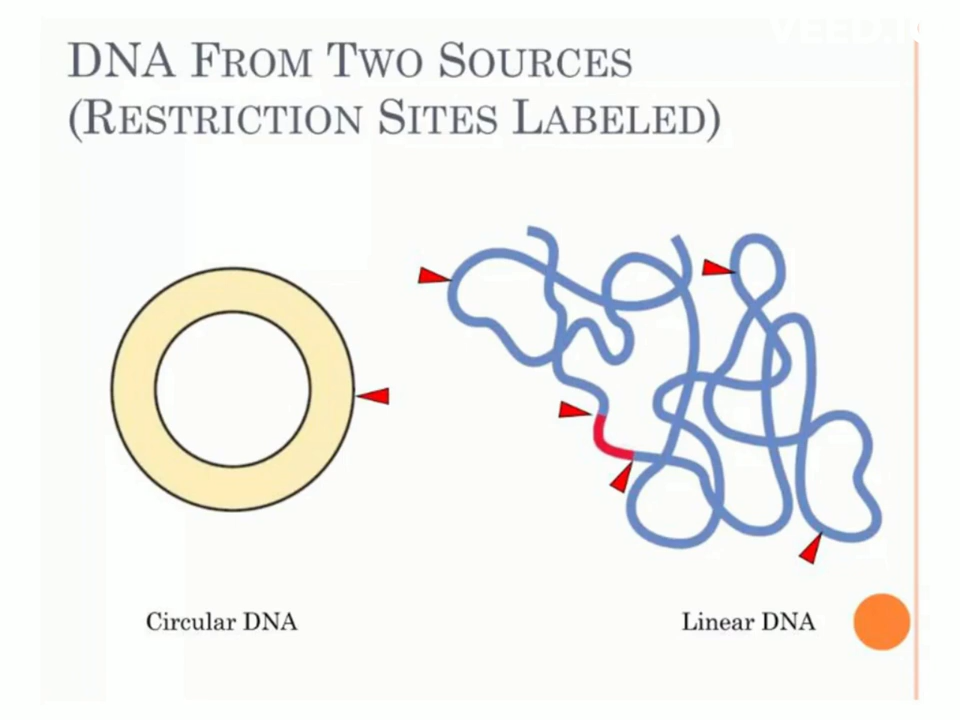 DNA FROM TWO SOURCES
(RESTRICTION SITES LABELED)
Circular DNA
Linear DNA